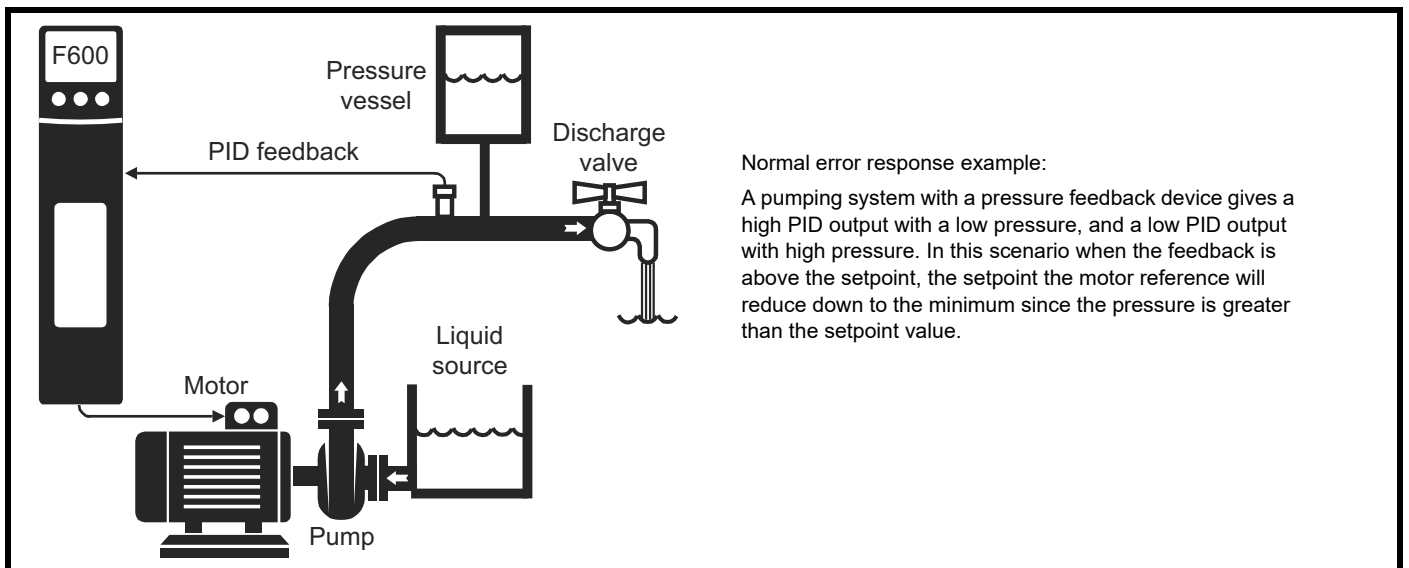 F600
Pressure
vessel
Discharge
valve
PID feedback
Liquid
source
Motor
Pump
Normal error response example:
A pumping system with a pressure feedback device gives a
high PID output with a low pressure, and a low PID output
with high pressure. In this scenario when the feedback is
above the setpoint, the setpoint the motor reference will
reduce down to the minimum since the pressure is greater
than the setpoint value.